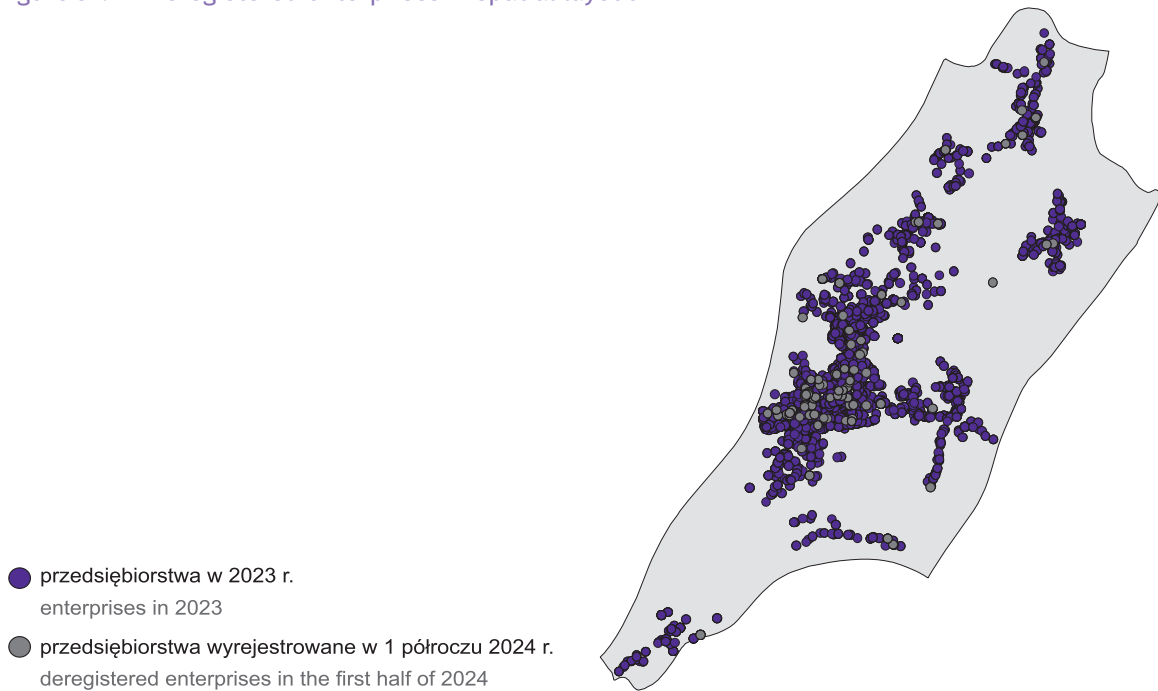 przedsiębiorstwa w 2023 r.
enterprises in 2023
przedsiębiorstwa wyrejestrowane w 1 półroczu 2024 r.
deregistered enterprises in the first half of 2024